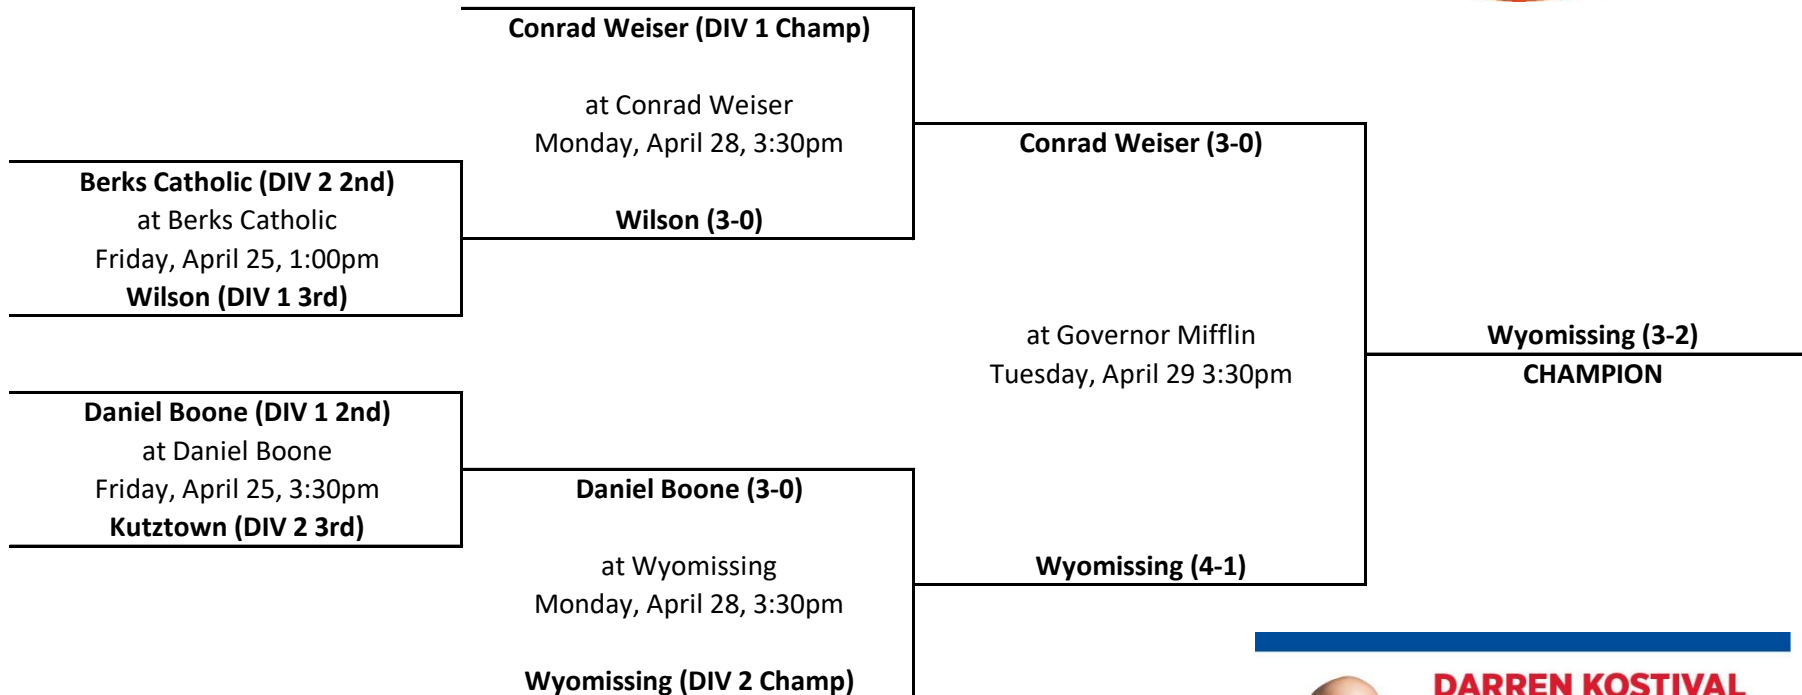 Conrad Weiser (DIV 1 Champ)
at Conrad Weiser
Monday, April 28, 3:30pm
Wilson (3-0)
Berks Catholic (DIV 2 2nd)
at Berks Catholic
Friday, April 25, 1:00pm
Wilson (DIV 1 3rd)
Conrad Weiser (3-0)
at Governor Mifflin
Tuesday, April 29 3:30pm
Wyomissing (3-2)
CHAMPION
Daniel Boone (DIV 1 2nd)
at Daniel Boone
Friday, April 25, 3:30pm
Kutztown (DIV 2 3rd)
Daniel Boone (3-0)
at Wyomissing
Monday, April 28, 3:30pm
Wyomissing (DIV 2 Champ)
Wyomissing (4-1)
DARREN KOSTIVAL